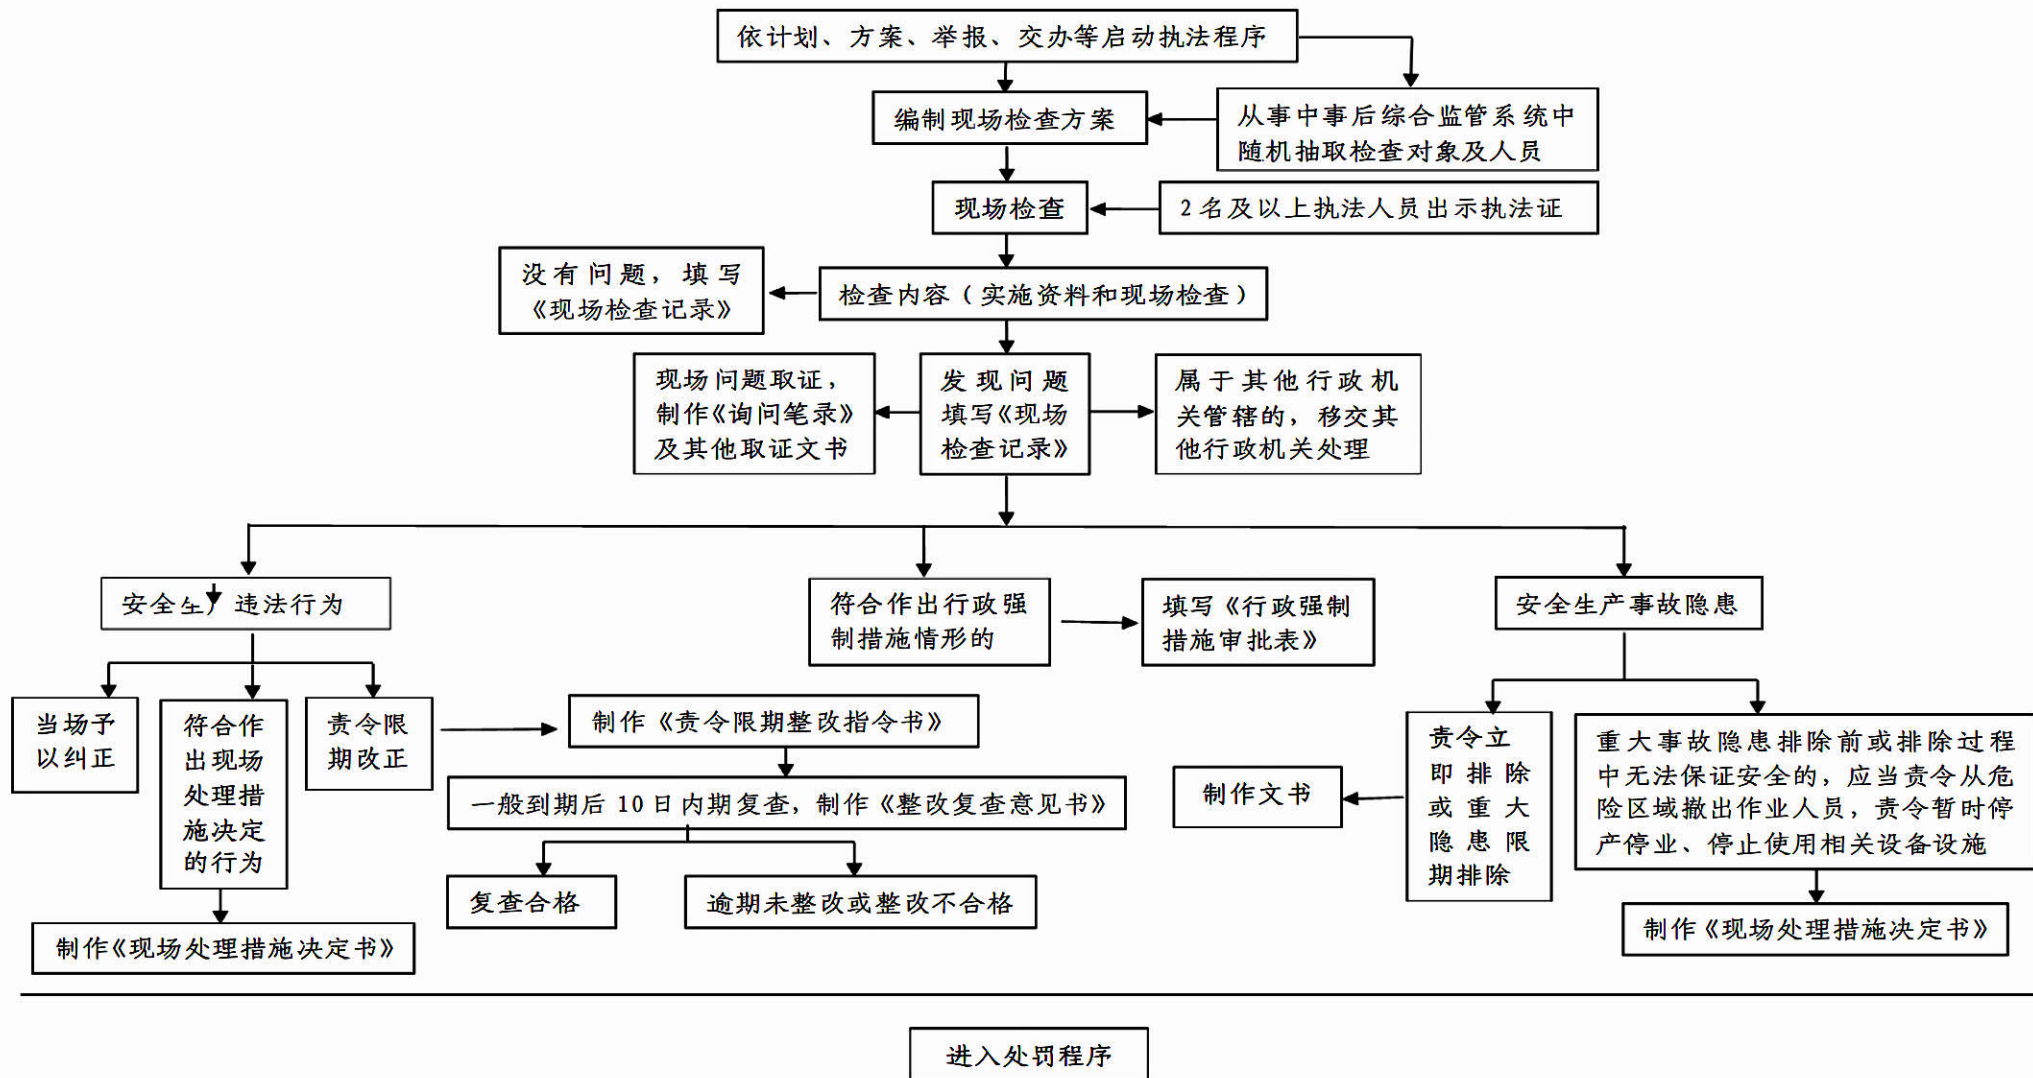 依计划、方案、举报、交办等启动执法程序
编制现场检查方案
从事中事后综合监管系统中
随机抽取检查对象及人员
现场检查
2名及以上执法人员出示执法证
没有问题，填写
《现场检查记录》
检查内容（实施资料和现场检查）
现场问题取证，
制作《询问笔录》
及其他取证文书
发现问题
填写《现场
检查记录》
属于其他行政机
关管辖的，移交其
他行政机关处理
安全生产违法行为
符合作出行政强
制措施情形的
填写《行政强制
措施审批表》
安全生产事故隐患
当场予
以纠正
符合作
出现场
处理措
施决定
的行为
责令限
期改正
制作《责令限期整改指令书》
一般到期后10日内期复查，制作《整改复查意见书》
复查合格
逾期未整改或整改不合格
制作《现场处理措施决定书》
制作文书
责令立
即排除
或重大
隐患限
期排除
重大事故隐患排除前或排除过程
中无法保证安全的，应当责令从危
险区域撤出作业人员，责令暂时停
产停业、停止使用相关设备设施
制作《现场处理措施决定书》
进入处罚程序